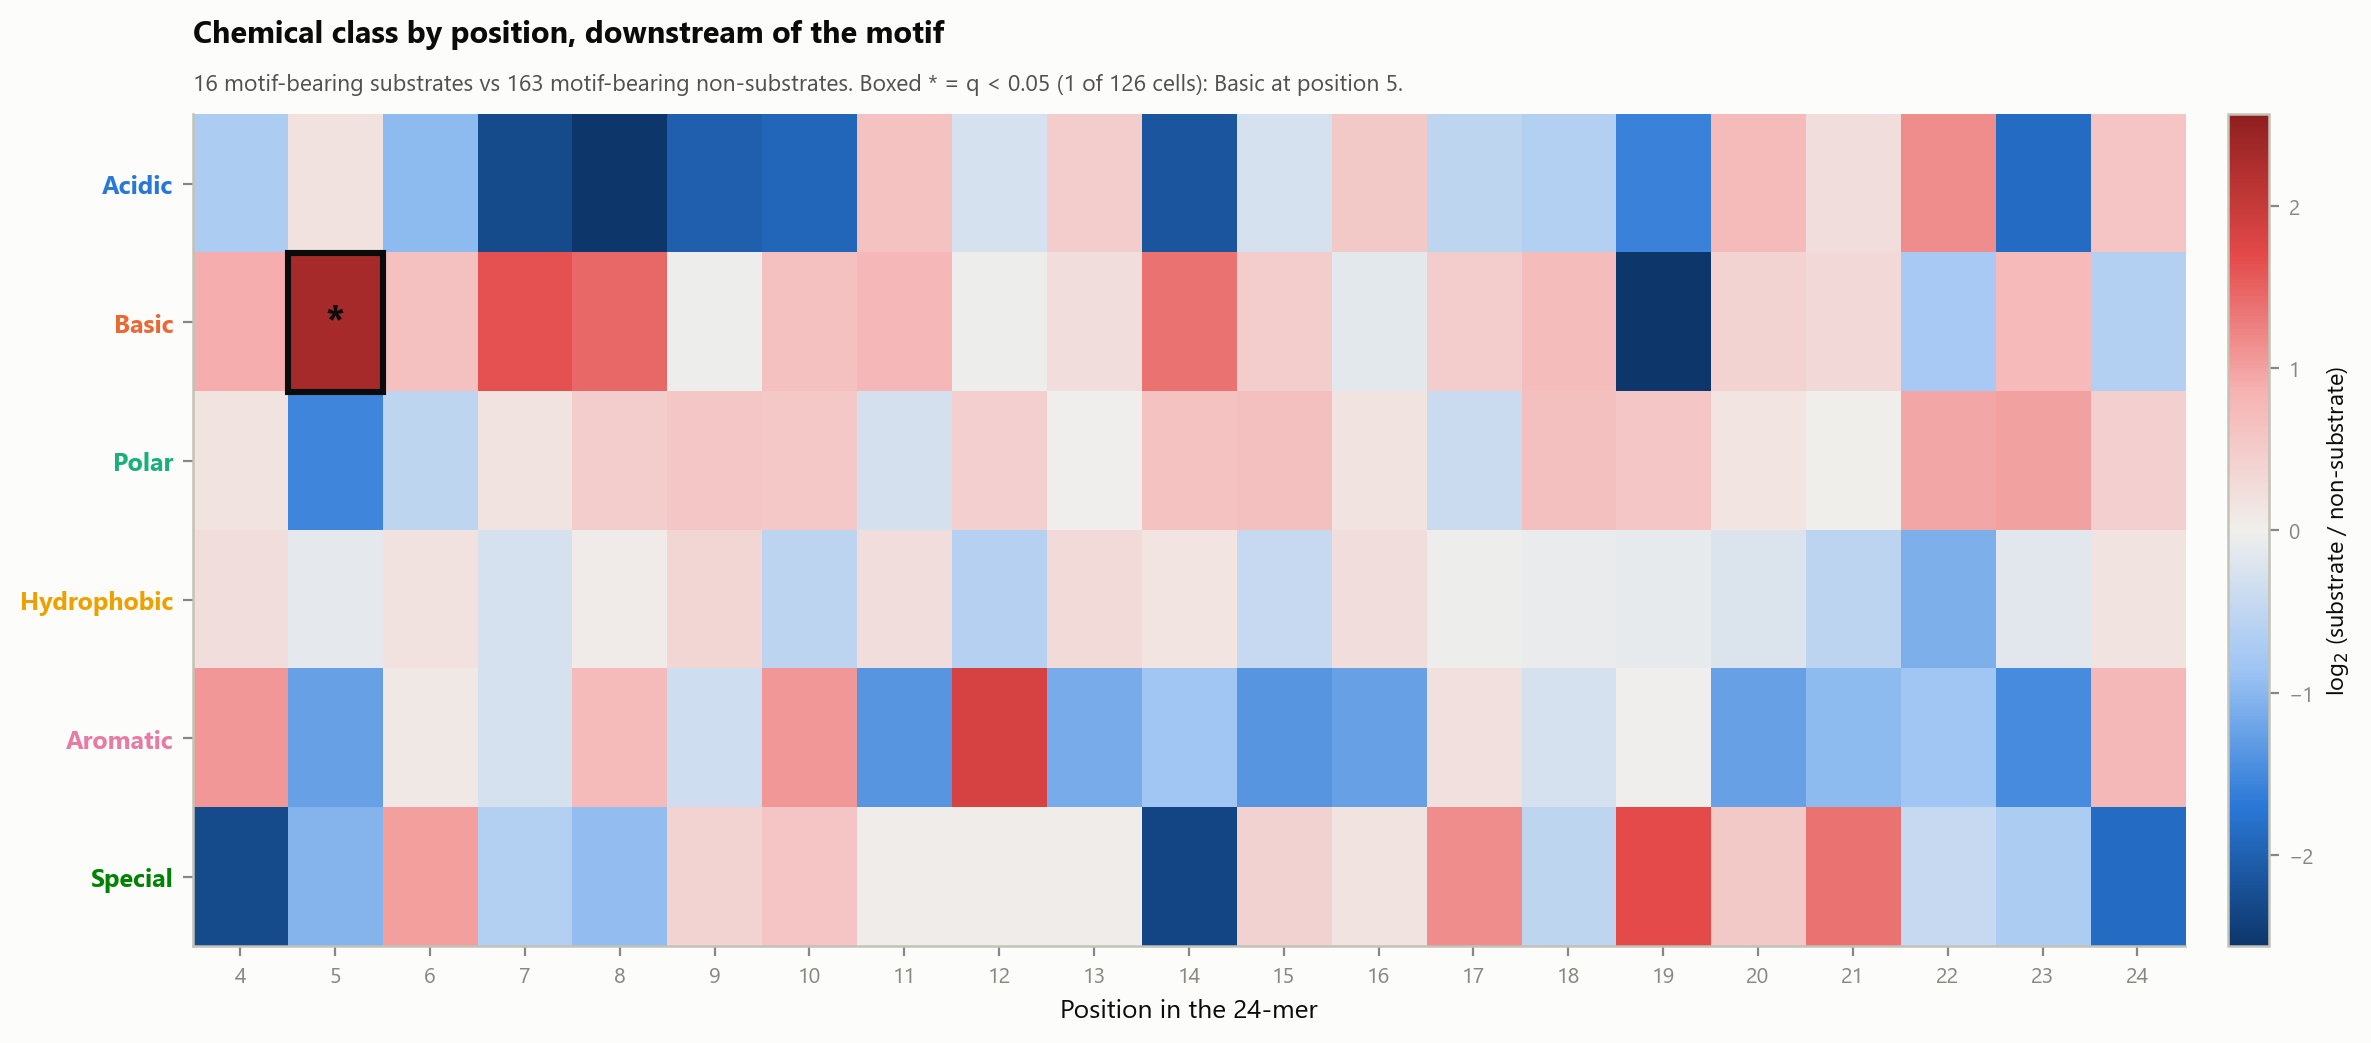 Chemical class by position, downstream of the motif
16 motif-bearing substrates vs 163 motif-bearing non-substrates. Boxed * = q < 0.05 (1 of 126 cells): Basic at position 5.
Acidic
Basic
*
Polar
Hydrophobic
Aromatic
Special
4 5 6 7 8 9 10 11 12 13 14 15 16 17 18 19 20 21 22 23 24
Position in the 24-mer
2
1
0
−1
−2
log₂ (substrate / non-substrate)